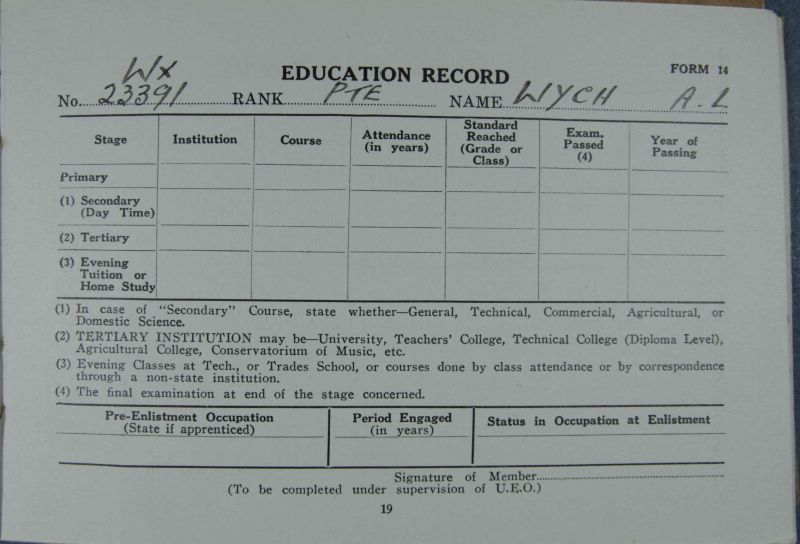 EDUCATION RECORD
FORM 14
WX
No. 23391 RANK PTE NAME WYCH A.L
Stage Institution Course Attendance (in years) Standard Reached (Grade or Class) Exam. Passed (4) Year of Passing
Primary
(1) Secondary (Day Time)
(2) Tertiary
(3) Evening Tuition or Home Study
(1) In case of "Secondary" Course, state whether—General, Technical, Commercial, Agricultural, or
Domestic Science.
(2) TERTIARY INSTITUTION may be—University, Teachers' College, Technical College (Diploma Level),
Agricultural College, Conservatorium of Music, etc.
(3) Evening Classes at Tech., or Trades School, or courses done by class attendance or by correspondence
through a non-state institution.
(4) The final examination at end of the stage concerned.
Pre-Enlistment Occupation (State if apprenticed) Period Engaged (in years) Status in Occupation at Enlistment
Signature of Member
(To be completed under supervision of U.E.O.)
19